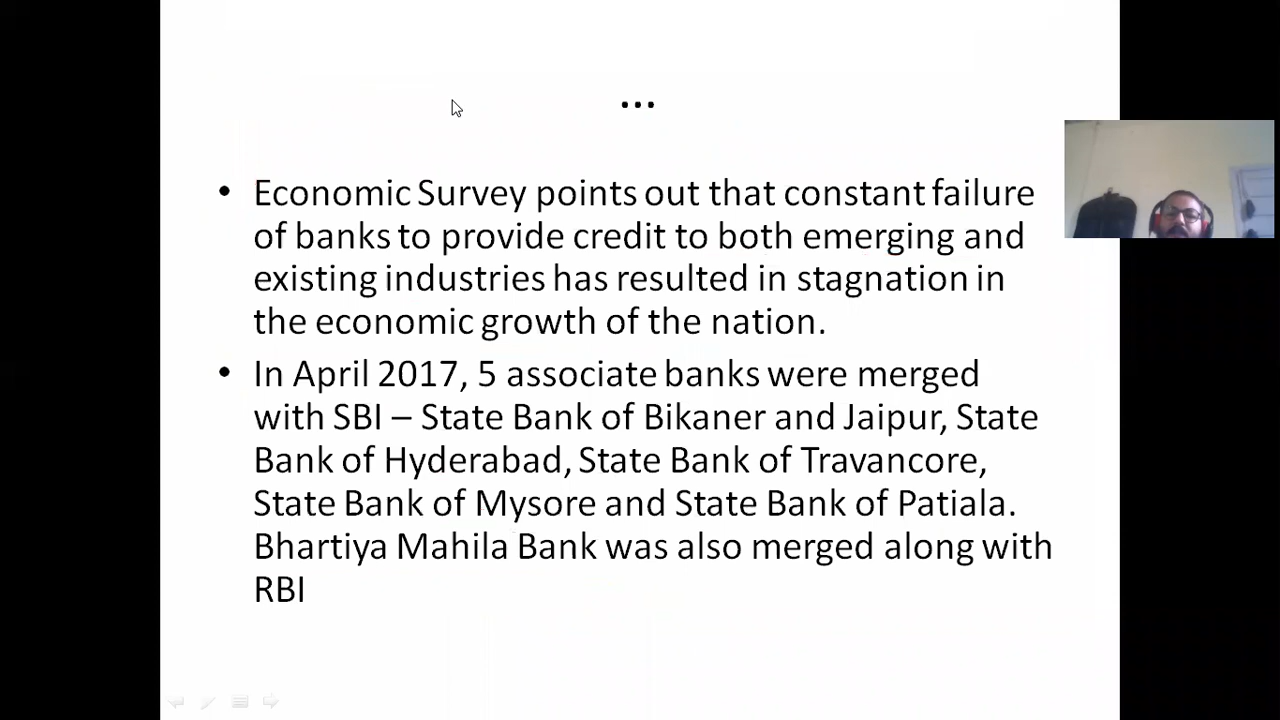 ...
• Economic Survey points out that constant failure
of banks to provide credit to both emerging and
existing industries has resulted in stagnation in
the economic growth of the nation.
• In April 2017, 5 associate banks were merged
with SBI – State Bank of Bikaner and Jaipur, State
Bank of Hyderabad, State Bank of Travancore,
State Bank of Mysore and State Bank of Patiala.
Bhartiya Mahila Bank was also merged along with
RBI